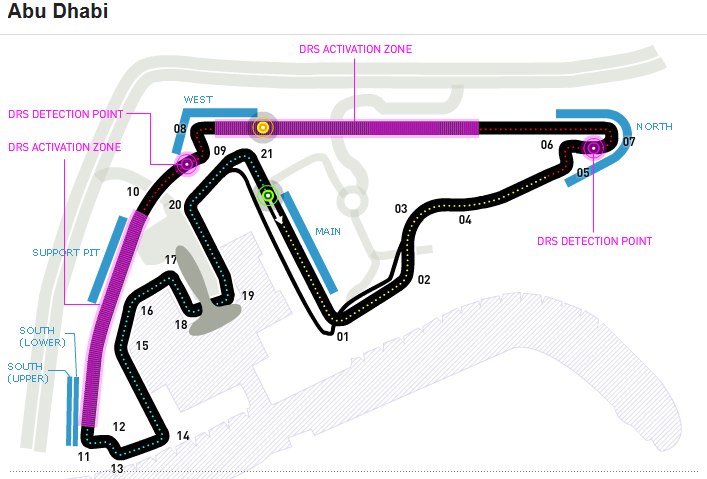 Abu Dhabi
DRS ACTIVATION ZONE
WEST
DRS DETECTION POINT
08
NORTH
07
06
DRS ACTIVATION ZONE
09
21
05
10
20
03
04
MAIN
DRS DETECTION POINT
SUPPORT PIT
17
02
19
16
18
SOUTH
(LOWER)
01
15
SOUTH
(UPPER)
12
14
11
13